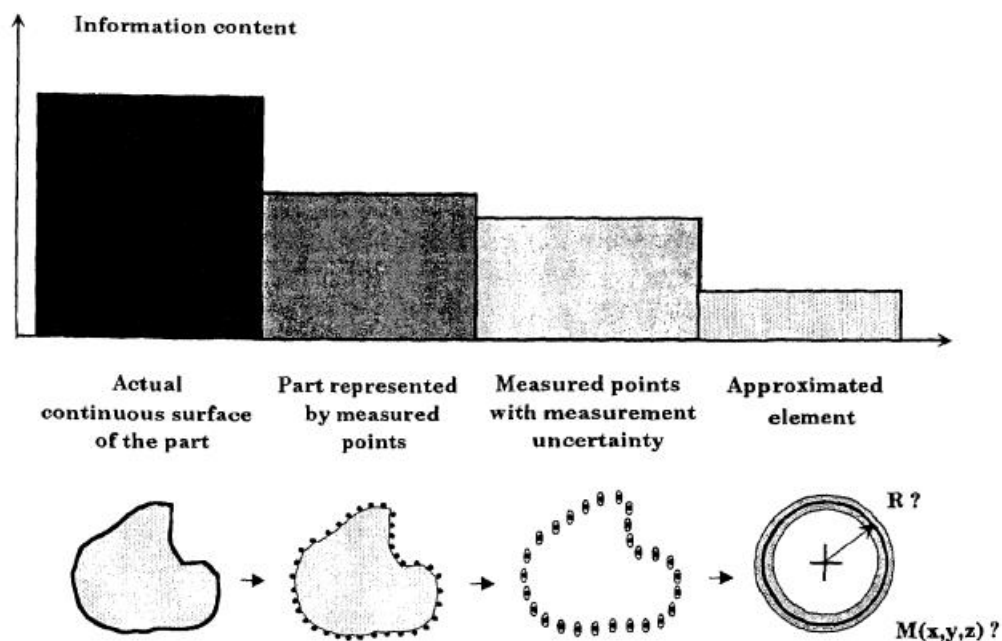 Information content
Actual
continuous surface
of the part
Part represented
by measured
points
Measured points
with measurement
uncertainty
Approximated
element
R ?
M(x,y,z) ?